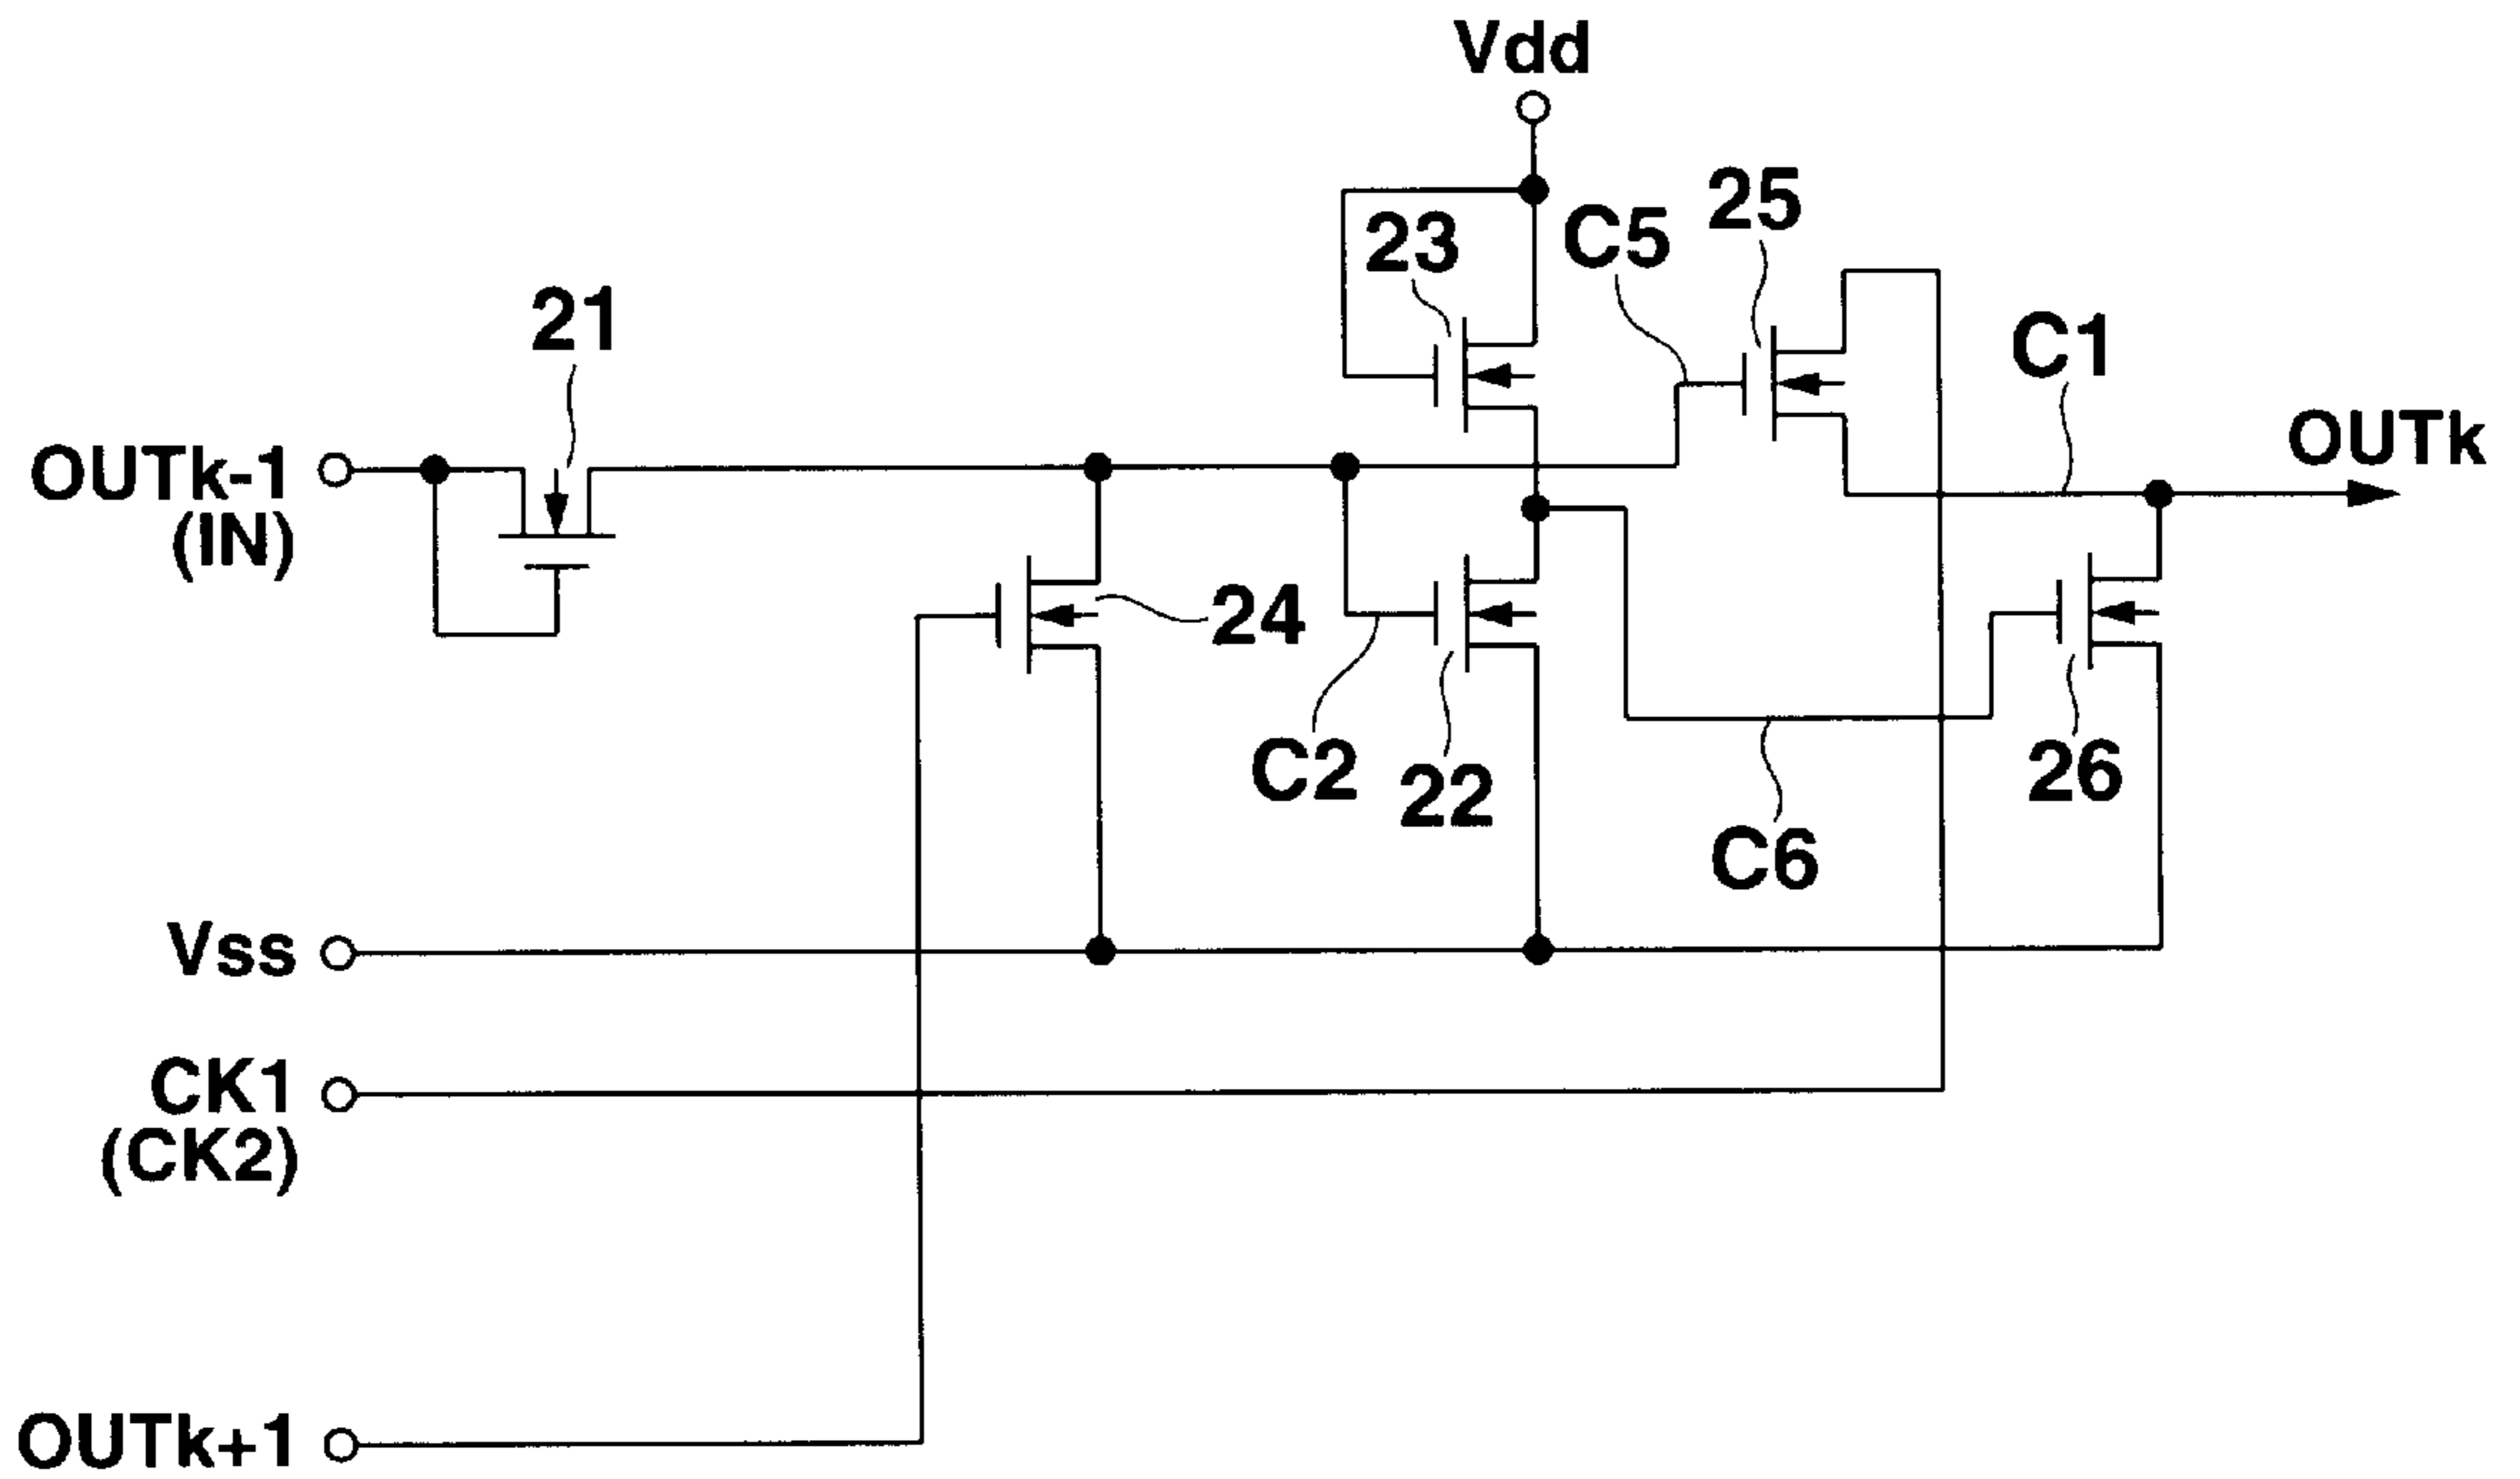 Vdd
25
23
C5
21
C1
OUTk-1
(IN)
OUTk
24
C2
22
26
C6
Vss
CK1
(CK2)
OUTk+1